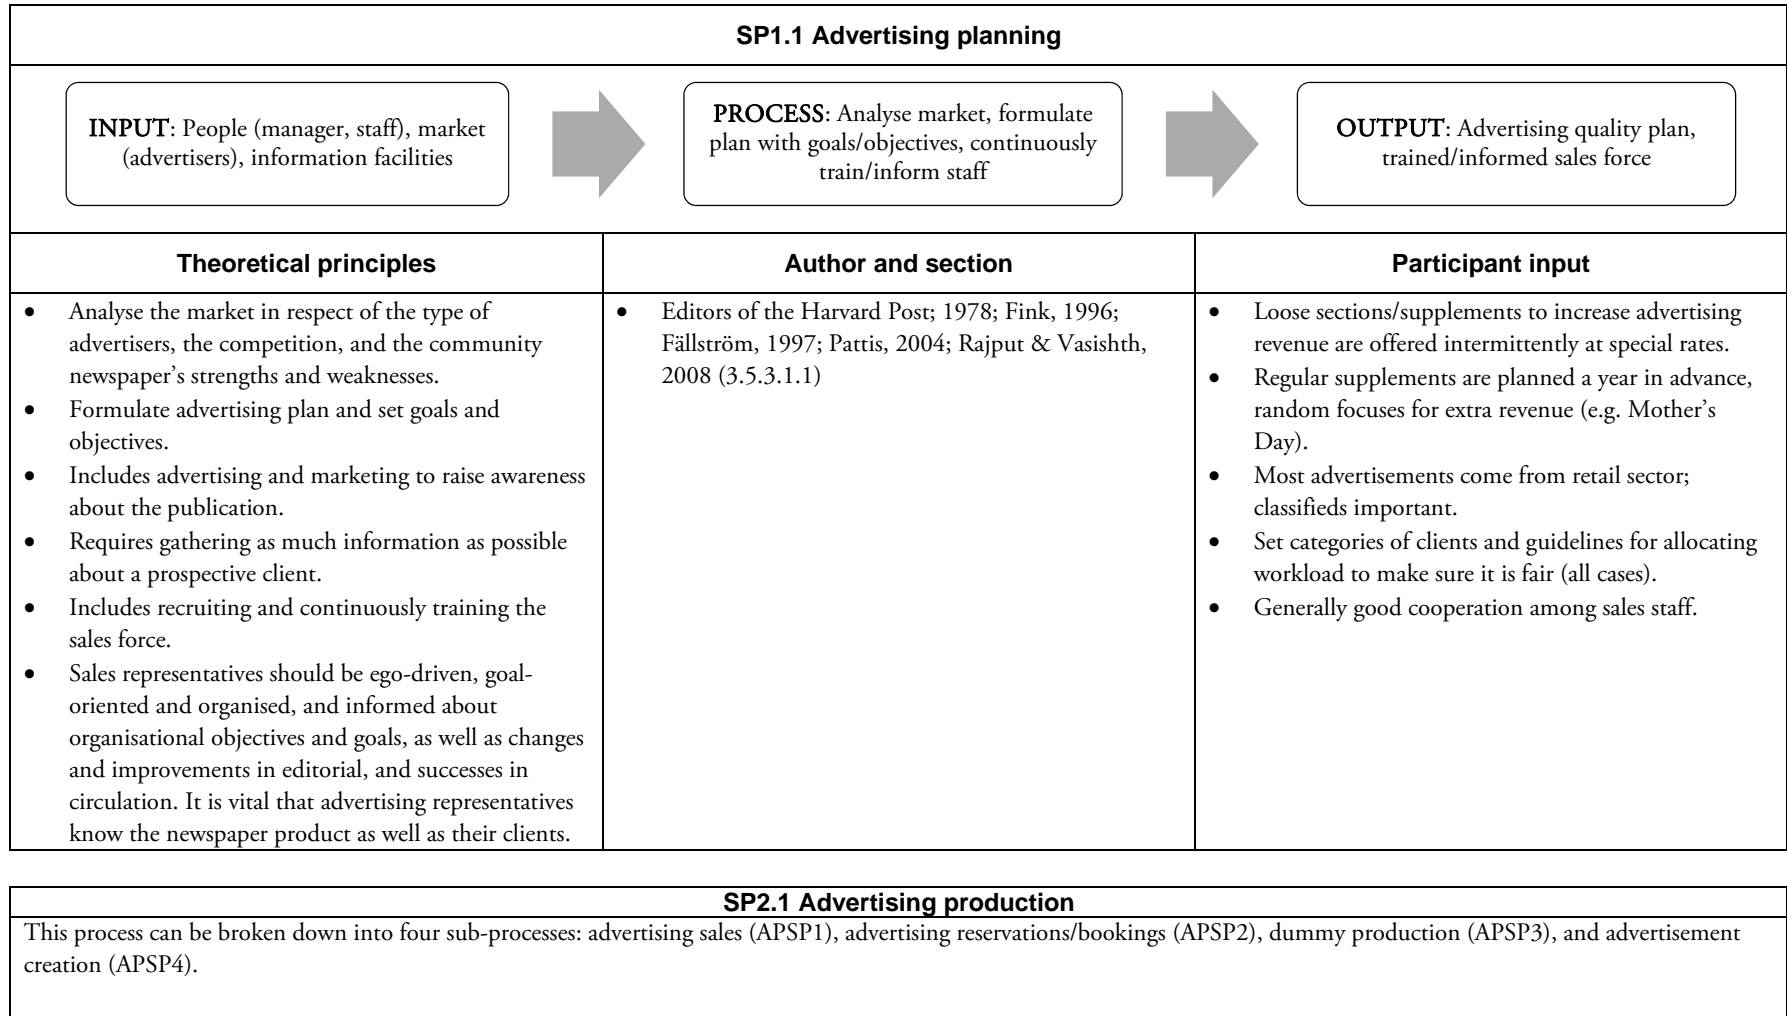 SP1.1 Advertising planning
INPUT: People (manager, staff), market
(advertisers), information facilities
PROCESS: Analyse market, formulate
plan with goals/objectives, continuously
train/inform staff
OUTPUT: Advertising quality plan,
trained/informed sales force
Theoretical principles
Author and section
Participant input
• Analyse the market in respect of the type of
advertisers, the competition, and the community
newspaper's strengths and weaknesses.
• Formulate advertising plan and set goals and
objectives.
• Includes advertising and marketing to raise awareness
about the publication.
• Requires gathering as much information as possible
about a prospective client.
• Includes recruiting and continuously training the
sales force.
• Sales representatives should be ego-driven, goal-
oriented and organised, and informed about
organisational objectives and goals, as well as changes
and improvements in editorial, and successes in
circulation. It is vital that advertising representatives
know the newspaper product as well as their clients.
• Editors of the Harvard Post; 1978; Fink, 1996;
Fällström, 1997; Pattis, 2004; Rajput & Vasishth,
2008 (3.5.3.1.1)
• Loose sections/supplements to increase advertising
revenue are offered intermittently at special rates.
• Regular supplements are planned a year in advance,
random focuses for extra revenue (e.g. Mother's
Day).
• Most advertisements come from retail sector;
classifieds important.
• Set categories of clients and guidelines for allocating
workload to make sure it is fair (all cases).
• Generally good cooperation among sales staff.
SP2.1 Advertising production
This process can be broken down into four sub-processes: advertising sales (APSP1), advertising reservations/bookings (APSP2), dummy production (APSP3), and advertisement
creation (APSP4).